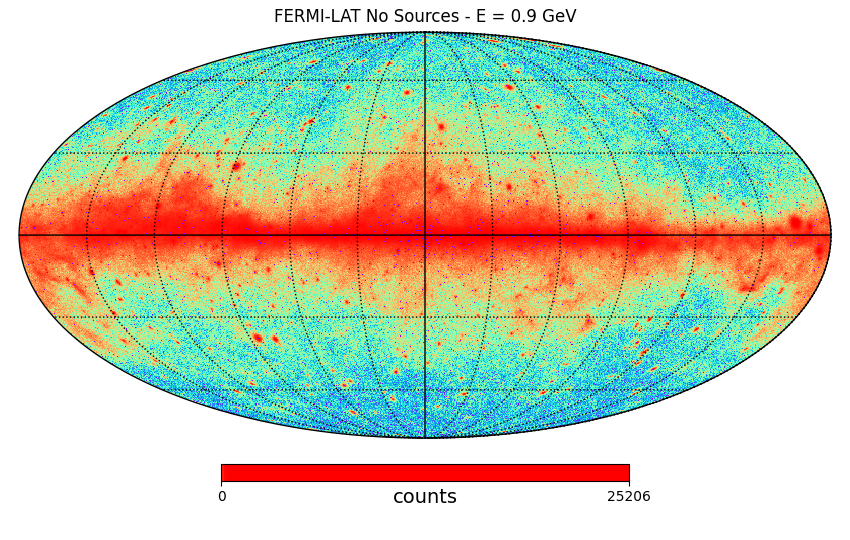 FERMI-LAT No Sources - E = 0.9 GeV
0 counts 25206